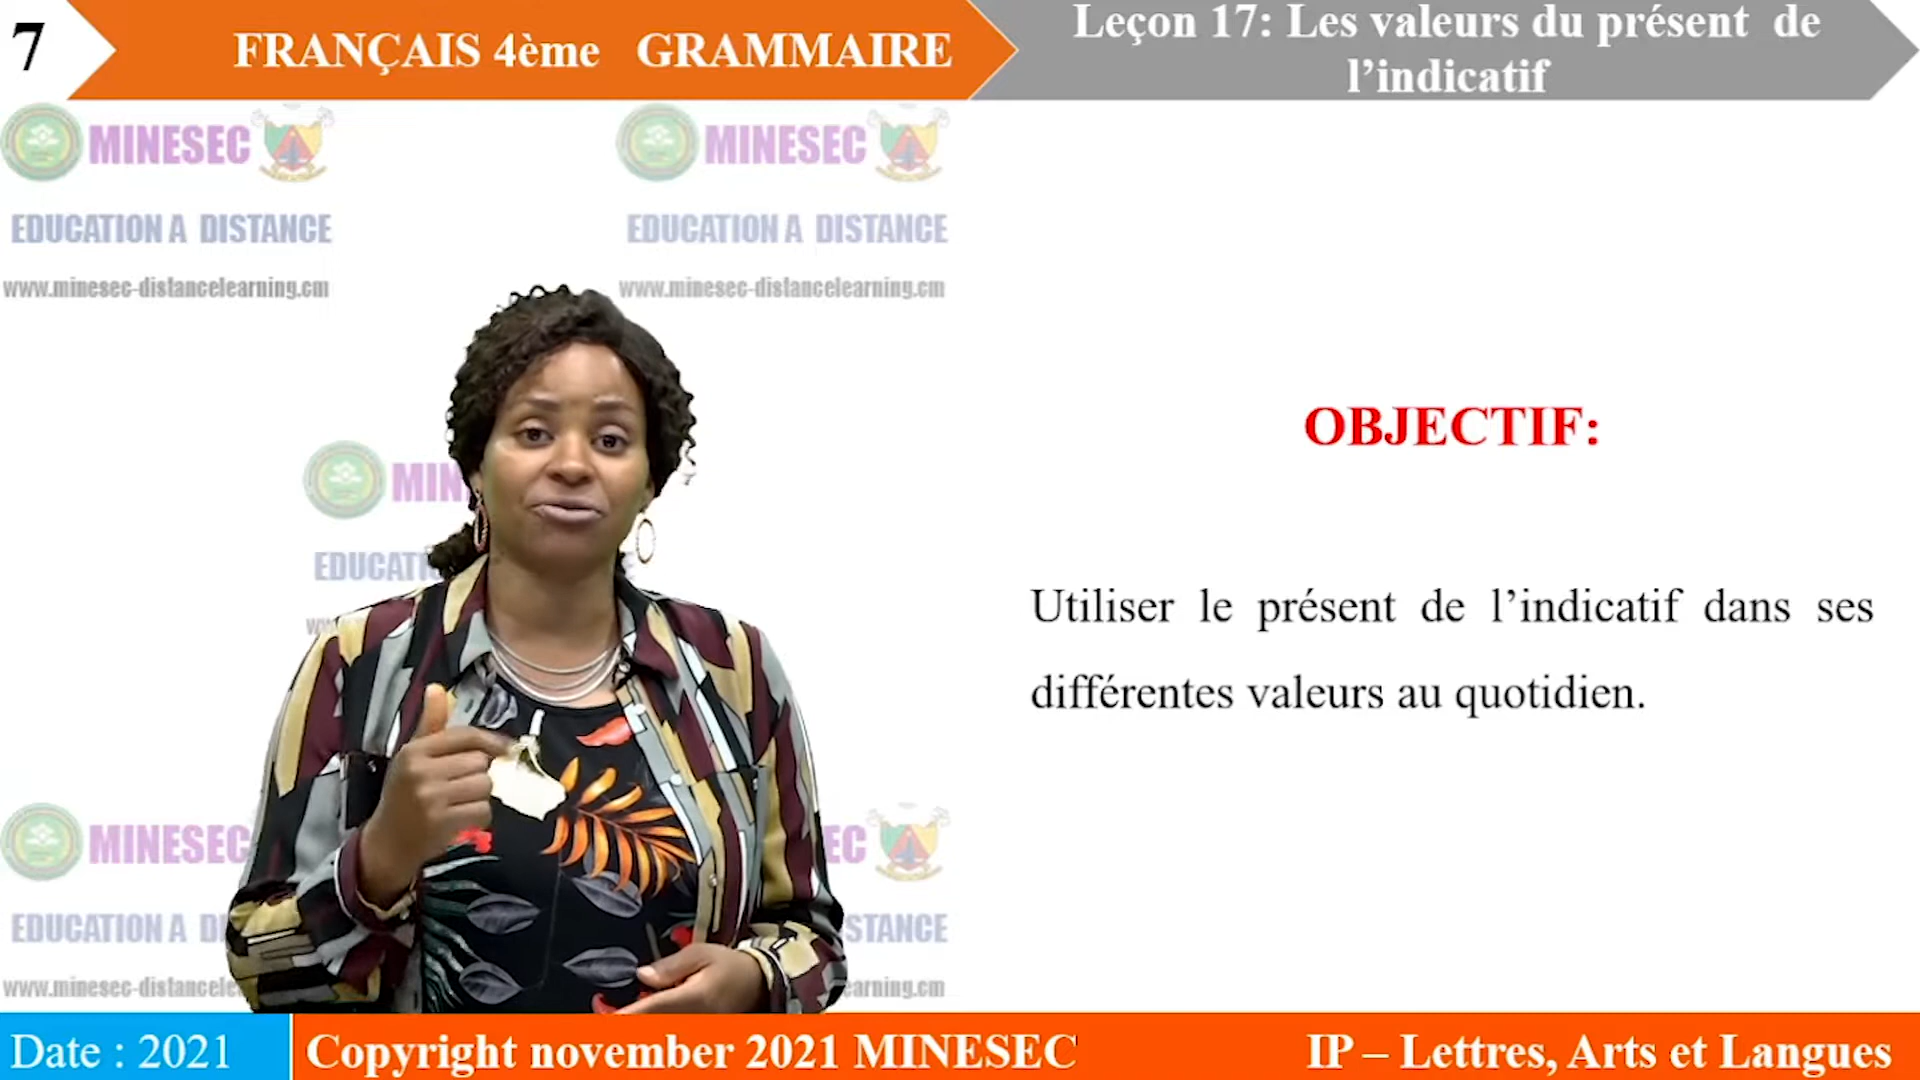 7
FRANÇAIS 4ème GRAMMAIRE
Leçon 17: Les valeurs du présent de
l’indicatif
MINESEC
EDUCATION A DISTANCE
www.minesec-distancelearning.cm
MINESEC
EDUCATION A DISTANCE
www.minesec-distancelearning.cm
OBJECTIF:
Utiliser le présent de l’indicatif dans ses
différentes valeurs au quotidien.
MINESEC
EDUCATION A
Date : 2021
Copyright november 2021 MINESEC
IP – Lettres, Arts et Langues